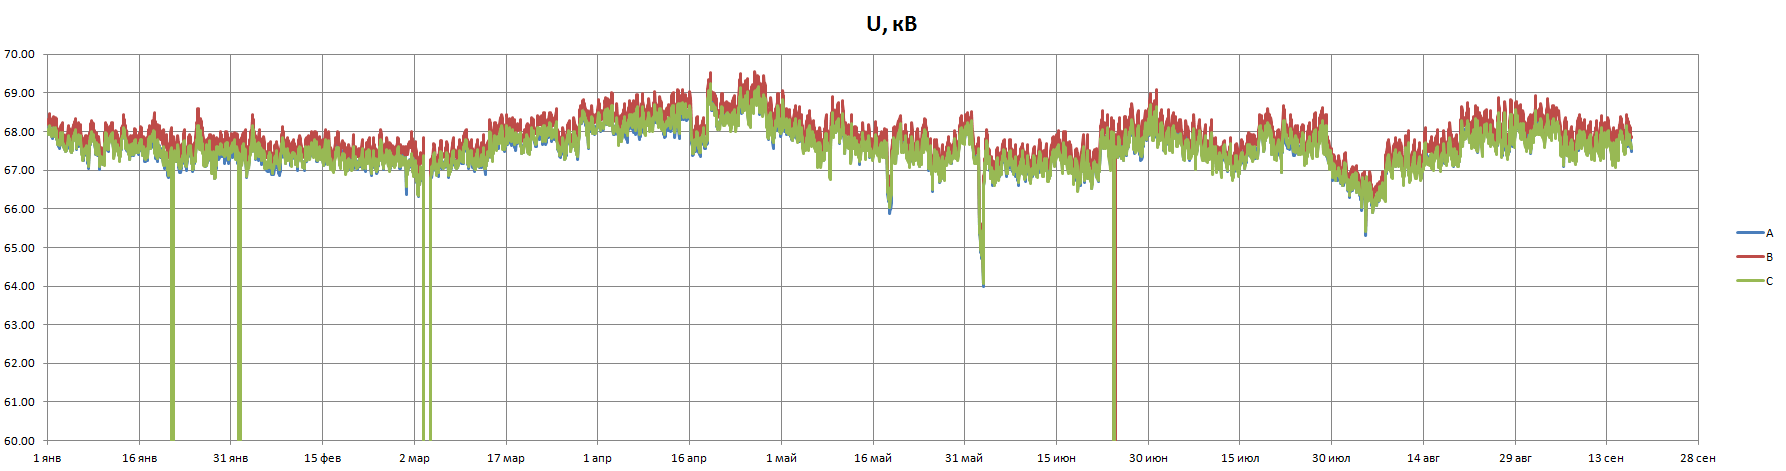 U, кВ
70.00
69.00
68.00
67.00
66.00
65.00
64.00
63.00
62.00
61.00
60.00
1 янв 16 янв 31 янв 15 фев 2 мар 17 мар 1 апр 16 апр 1 май 16 май 31 май 15 июн 30 июн 15 июл 30 июл 14 авг 29 авг 13 сен 28 сен
A
B
C